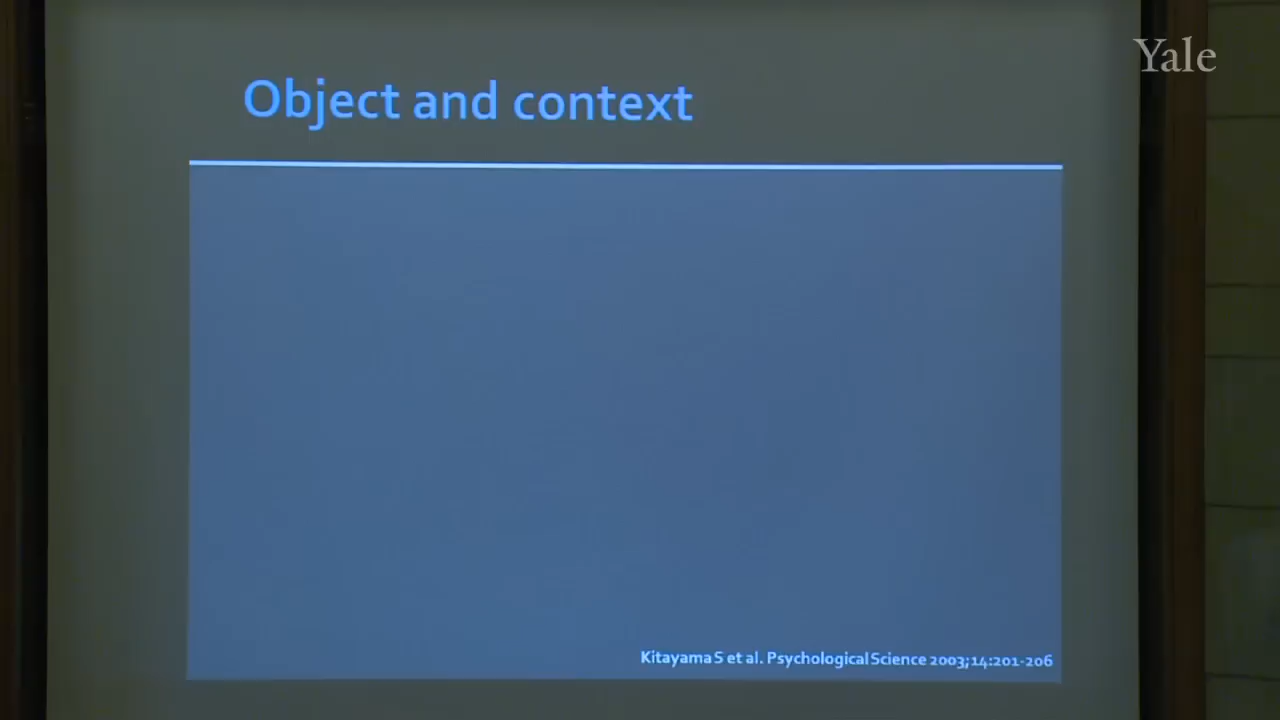 Yale
Object and context
Kitayama S et al. Psychological Science 2003;14:201-206